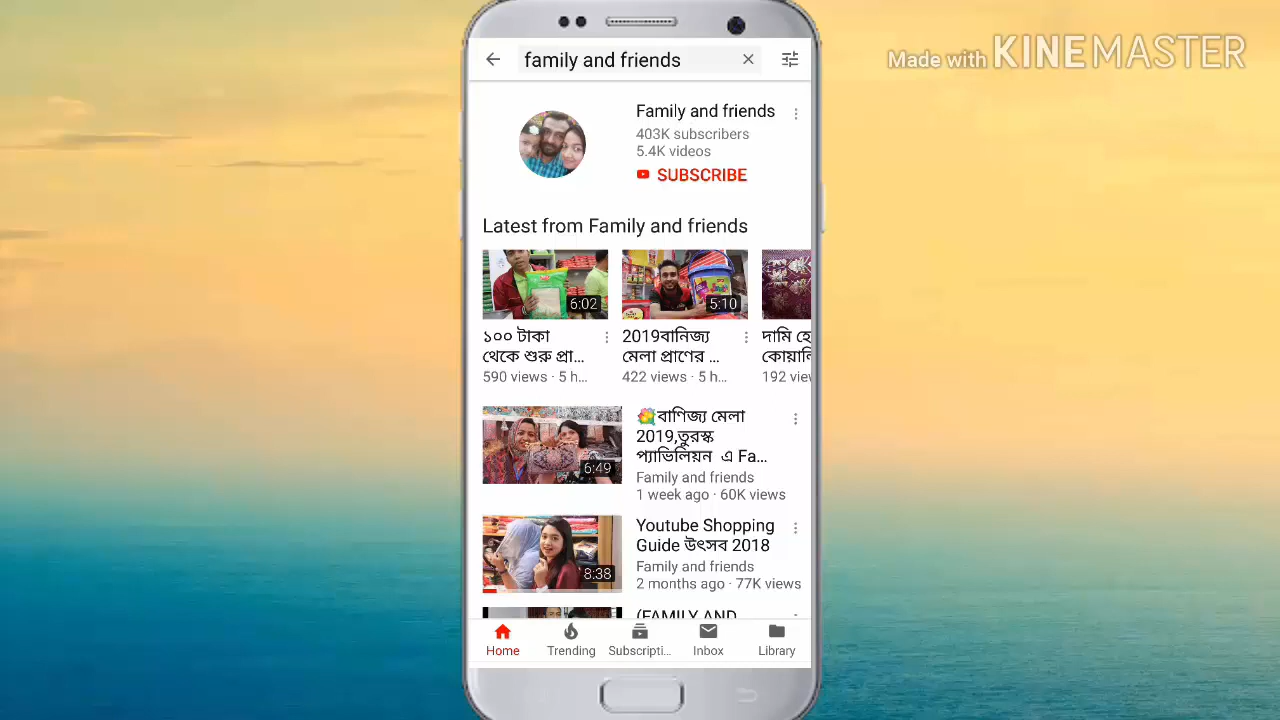 Made with KINEMASTER
family and friends
Family and friends
403K subscribers
5.4K videos
SUBSCRIBE
Latest from Family and friends
6:02
5:10
১০০ টাকা
থেকে শুরু প্রা...
590 views · 5 h...
2019বানিজ্য
মেলা প্রাণের ...
422 views · 5 h...
দামি হে
কোয়ালি
192 vie
6:49
বাণিজ্য মেলা
2019,তুরস্ক
প্যাভিলিয়ন এ Fa...
Family and friends
1 week ago · 60K views
8:38
Youtube Shopping
Guide উৎসব 2018
Family and friends
2 months ago · 77K views
(FAMILY AND
Home
Trending
Subscripti...
Inbox
Library